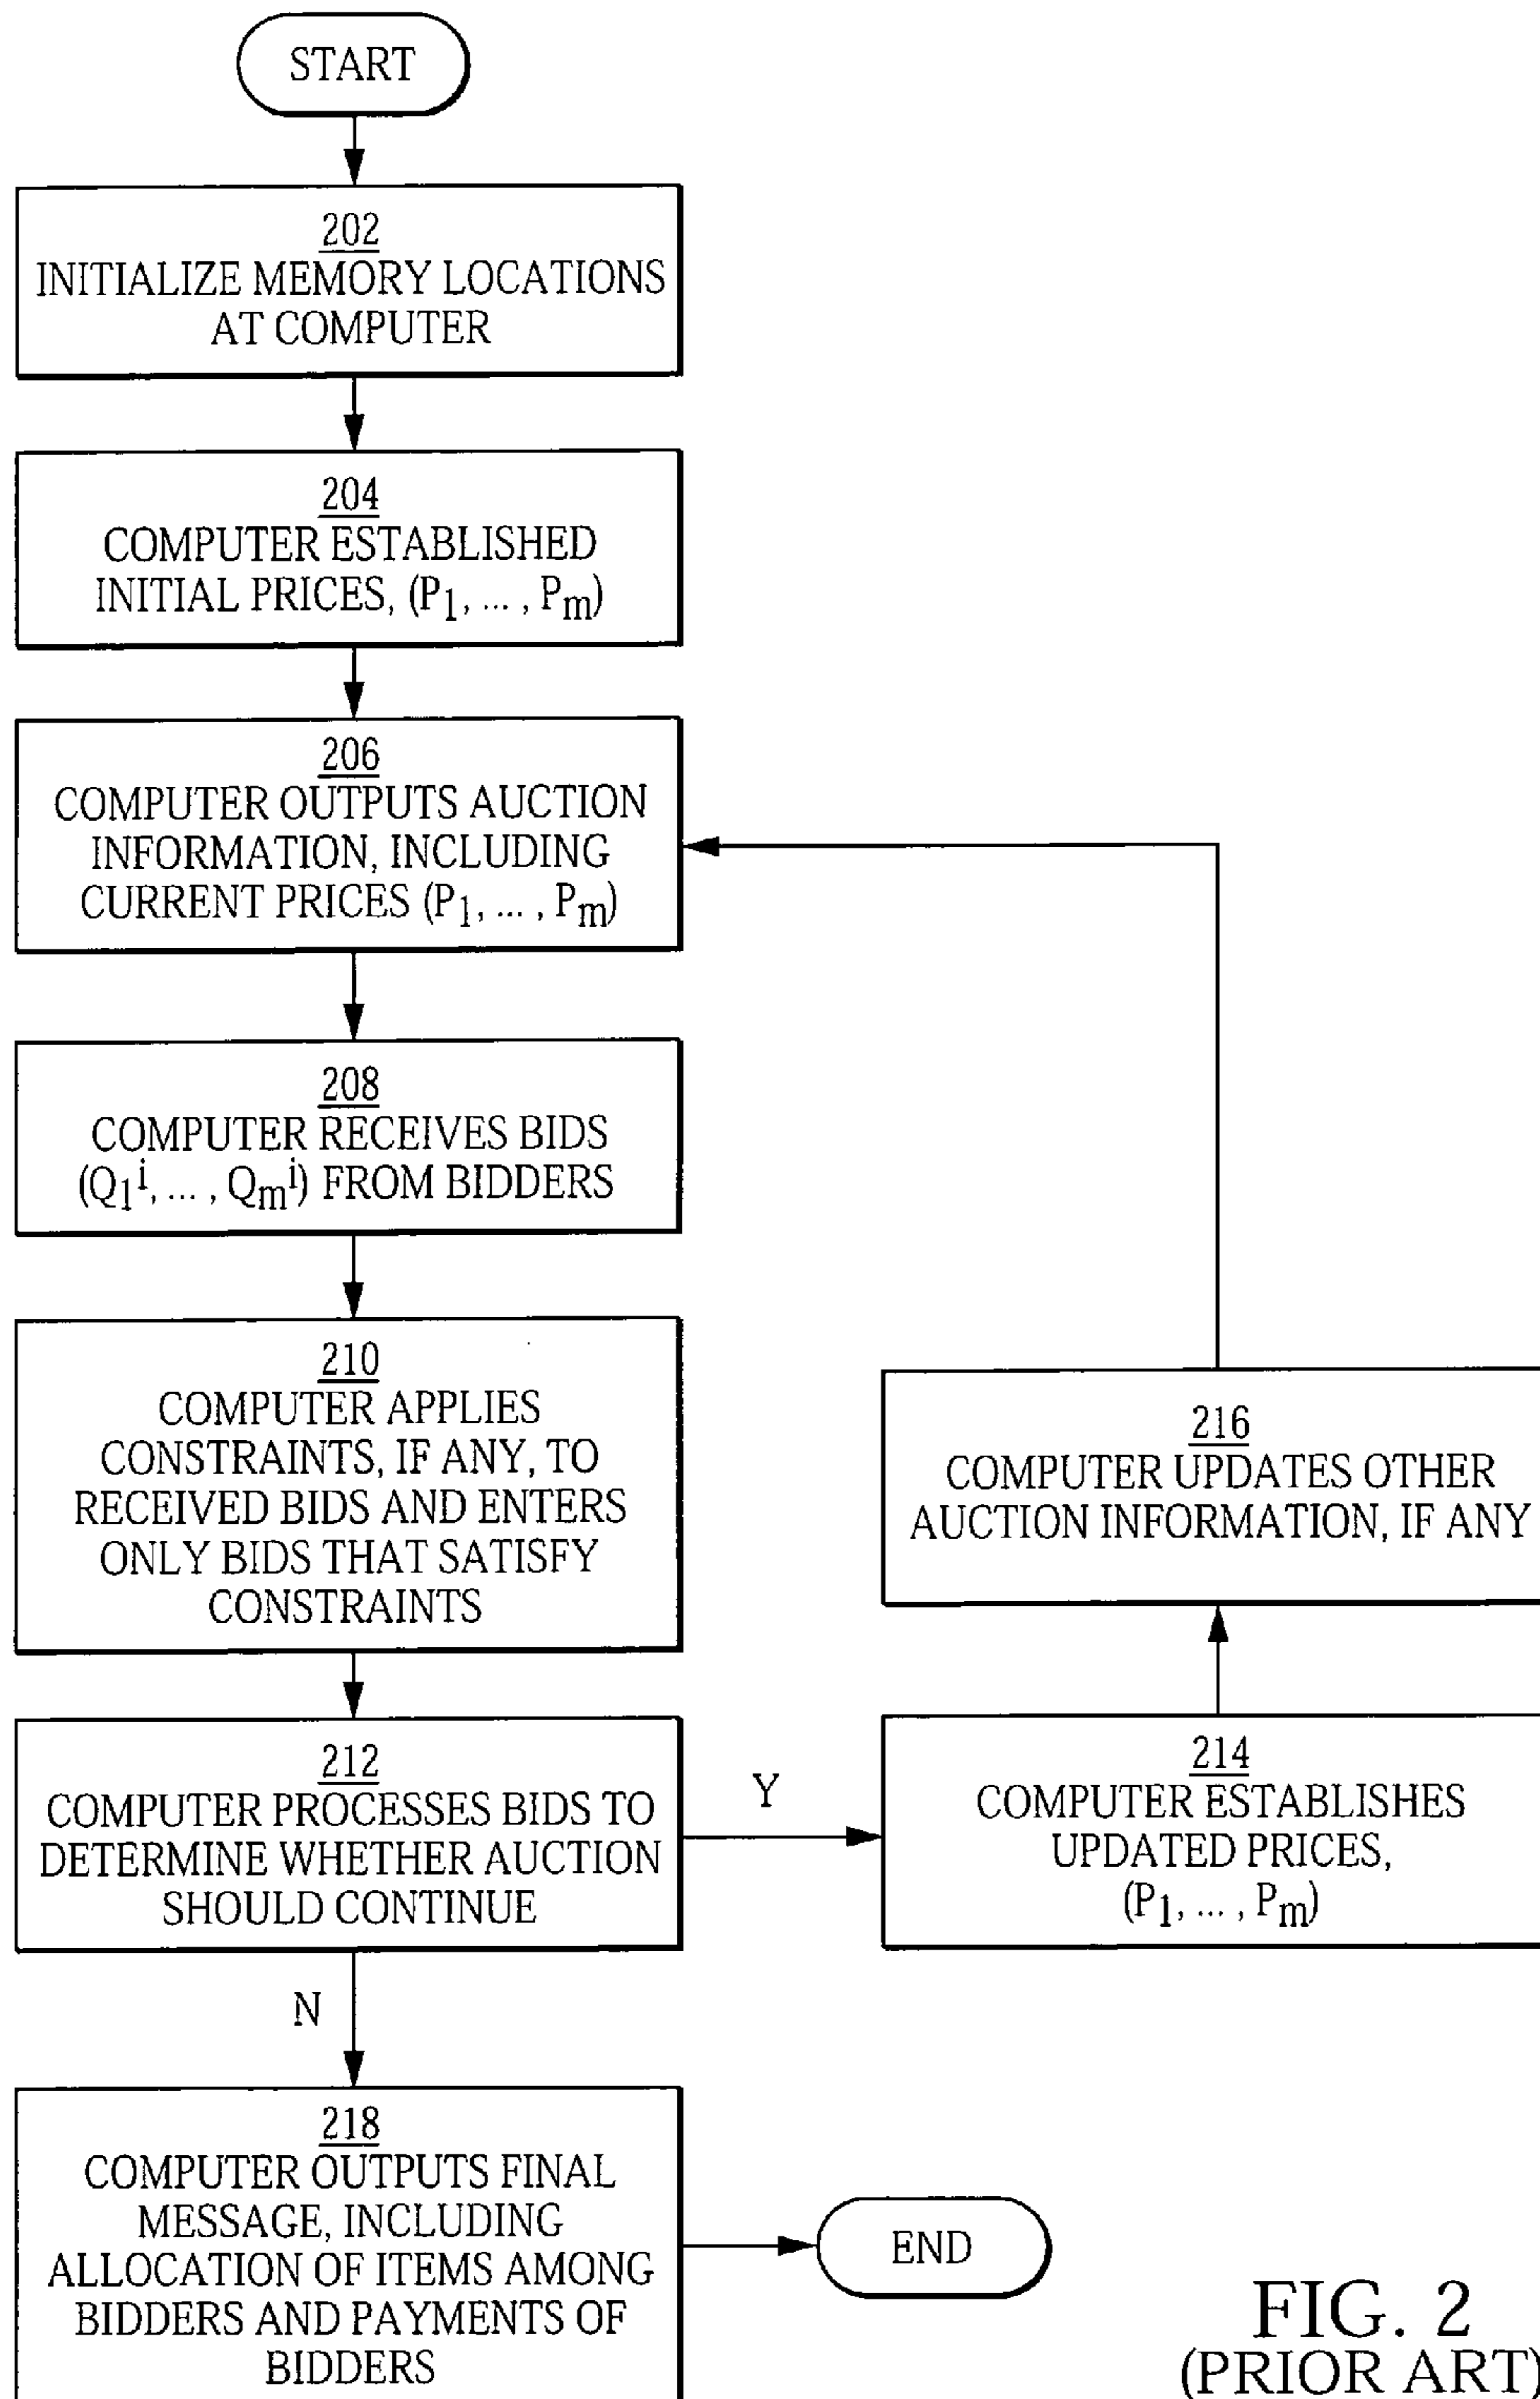 START
202
INITIALIZE MEMORY LOCATIONS
AT COMPUTER
204
COMPUTER ESTABLISHED
INITIAL PRICES, (P1, ... , Pm)
206
COMPUTER OUTPUTS AUCTION
INFORMATION, INCLUDING
CURRENT PRICES (P1, ... , Pm)
208
COMPUTER RECEIVES BIDS
(Q1i, ... , Qmi) FROM BIDDERS
210
COMPUTER APPLIES
CONSTRAINTS, IF ANY, TO
RECEIVED BIDS AND ENTERS
ONLY BIDS THAT SATISFY
CONSTRAINTS
212
COMPUTER PROCESSES BIDS TO
DETERMINE WHETHER AUCTION
SHOULD CONTINUE
Y
214
COMPUTER ESTABLISHES
UPDATED PRICES,
(P1, ... , Pm)
216
COMPUTER UPDATES OTHER
AUCTION INFORMATION, IF ANY
N
218
COMPUTER OUTPUTS FINAL
MESSAGE, INCLUDING
ALLOCATION OF ITEMS AMONG
BIDDERS AND PAYMENTS OF
BIDDERS
END
FIG. 2
(PRIOR ART)